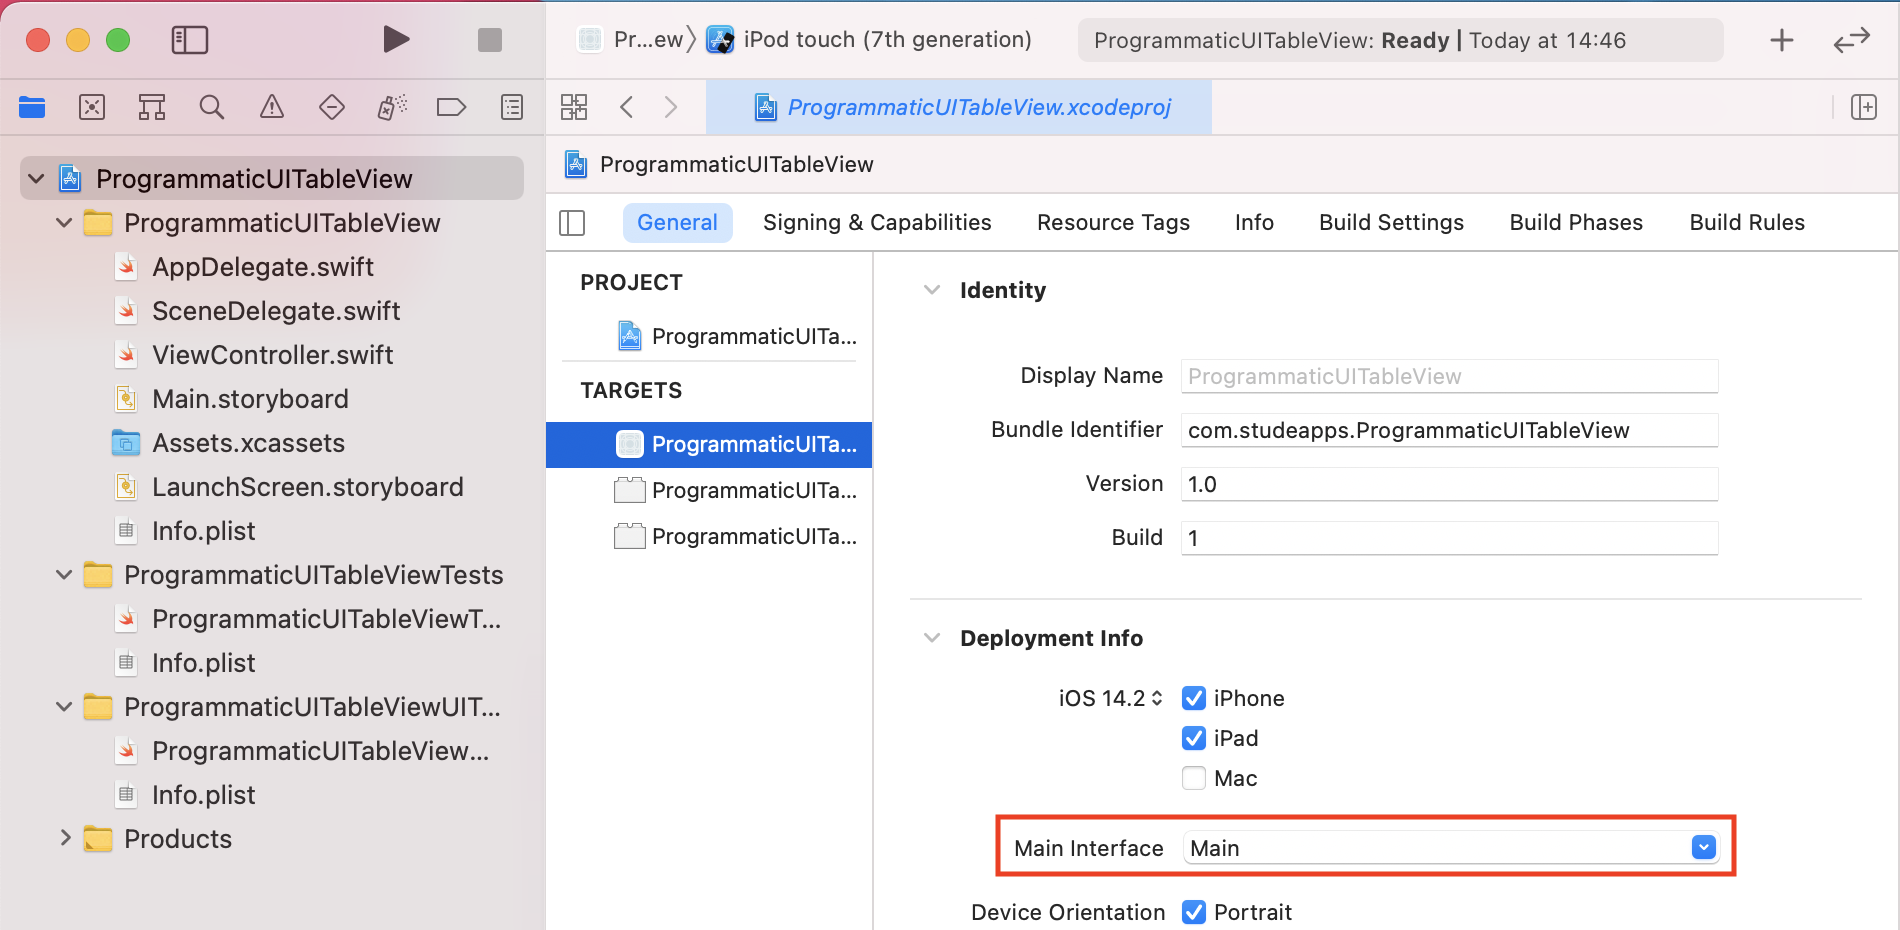 Pr...ew
iPod touch (7th generation)
ProgrammaticUITableView: Ready | Today at 14:46
ProgrammaticUITableView.xcodeproj
ProgrammaticUITableView
ProgrammaticUITableView
AppDelegate.swift
SceneDelegate.swift
ViewController.swift
Main.storyboard
Assets.xcassets
LaunchScreen.storyboard
Info.plist
ProgrammaticUITableViewTests
ProgrammaticUITableViewT...
Info.plist
ProgrammaticUITableViewUIT...
ProgrammaticUITableView...
Info.plist
Products
ProgrammaticUITableView
General Signing & Capabilities Resource Tags Info Build Settings Build Phases Build Rules
PROJECT
ProgrammaticUITa...
TARGETS
ProgrammaticUITa...
ProgrammaticUITa...
ProgrammaticUITa...
Identity
Display Name ProgrammaticUITableView
Bundle Identifier com.studeapps.ProgrammaticUITableView
Version 1.0
Build 1
Deployment Info
iOS 14.2 iPhone
iPad
Mac
Main Interface Main
Device Orientation Portrait